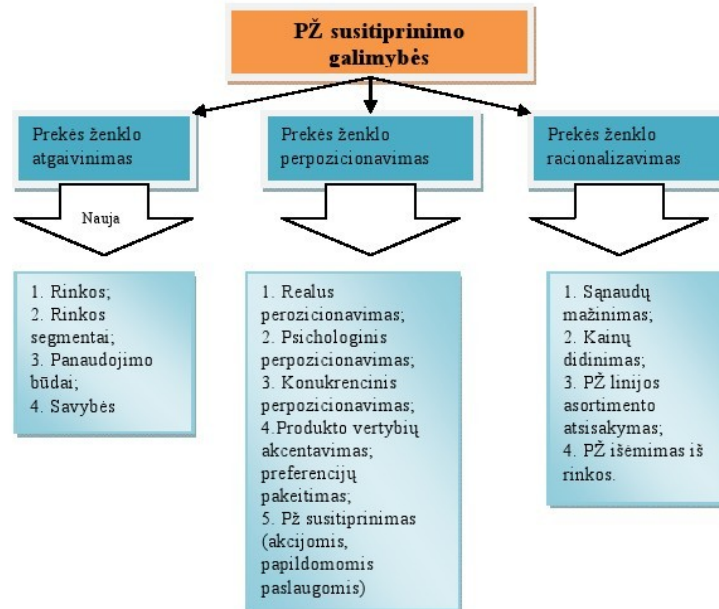 PŽ susitiprinimo
galimybės
Prekės ženklo
atgaivinimas
Prekės ženklo
perpozicionavimas
Prekės ženklo
racionalizavimas
Nauja
1. Rinkos;
2. Rinkos
segmentai;
3. Panaudojimo
būdai;
4. Savybės
1. Realus
perozicionavimas;
2. Psichologinis
perpozicionavimas;
3. Konukrencinis
perpozicionavimas;
4.Produkto vertybių
akcentavimas;
preferencijų
pakeitimas;
5. Pž susitiprinimas
(akcijomis,
papildomomis
paslaugomis)
1. Sąnaudų
mažinimas;
2. Kainų
didinimas;
3. PŽ linijos
asortimento
atsisakymas;
4. PŽ išėmimas iš
rinkos.